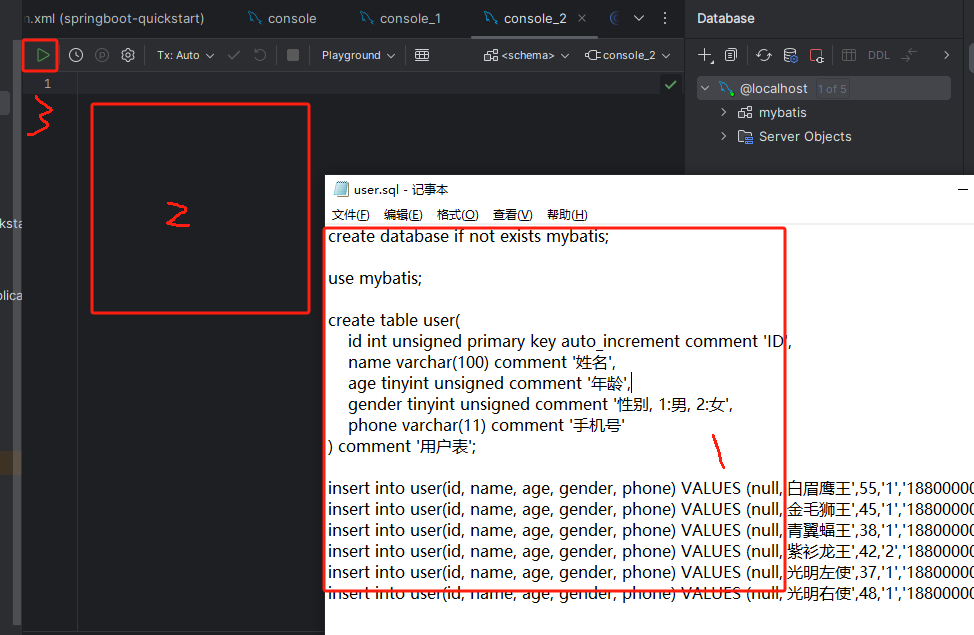 n.xml (springboot-quickstart) console console_1 console_2
Database
Tx: Auto Playground <schema> console_2
DDL
1
@localhost 1 of 5
mybatis
Server Objects
3
2
1
user.sql - 记事本
文件(F) 编辑(E) 格式(O) 查看(V) 帮助(H)
create database if not exists mybatis;
use mybatis;
create table user(
id int unsigned primary key auto_increment comment 'ID',
name varchar(100) comment '姓名',
age tinyint unsigned comment '年龄',
gender tinyint unsigned comment '性别, 1:男, 2:女',
phone varchar(11) comment '手机号'
) comment '用户表';
insert into user(id, name, age, gender, phone) VALUES (null,'白眉鹰王',55,'1','18800000
insert into user(id, name, age, gender, phone) VALUES (null,'金毛狮王',45,'1','18800000
insert into user(id, name, age, gender, phone) VALUES (null,'青翼蝠王',38,'1','18800000
insert into user(id, name, age, gender, phone) VALUES (null,'紫衫龙王',42,'2','18800000
insert into user(id, name, age, gender, phone) VALUES (null,'光明左使',37,'1','18800000
insert into user(id, name, age, gender, phone) VALUES (null,'光明右使',48,'1','18800000
ksta
plica